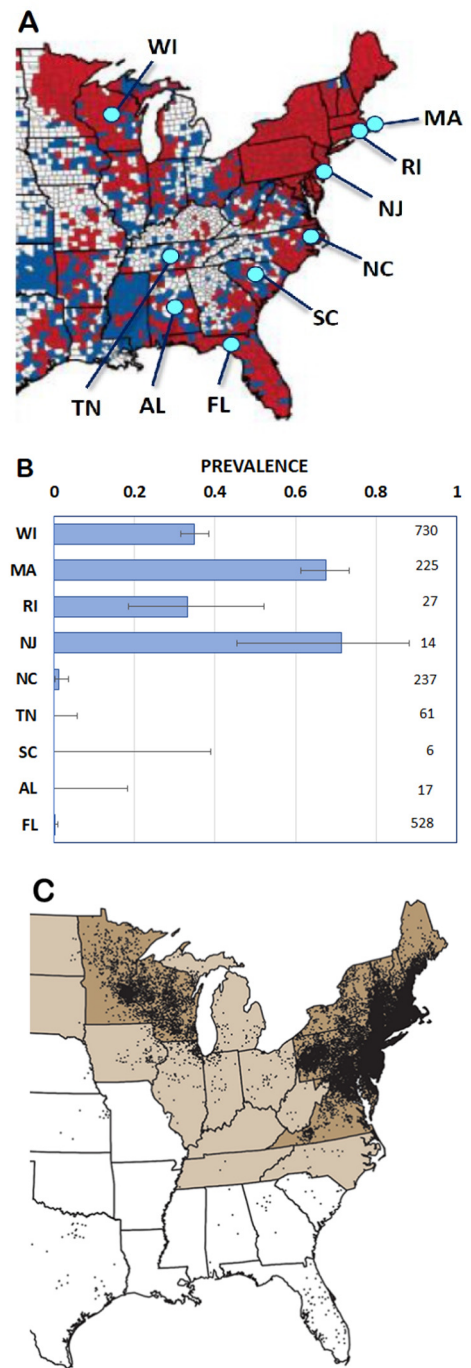 A
WI
MA
RI
NJ
NC
SC
TN AL FL
B
PREVALENCE
0 0.2 0.4 0.6 0.8 1
WI 730
MA 225
RI 27
NJ 14
NC 237
TN 61
SC 6
AL 17
FL 528
C